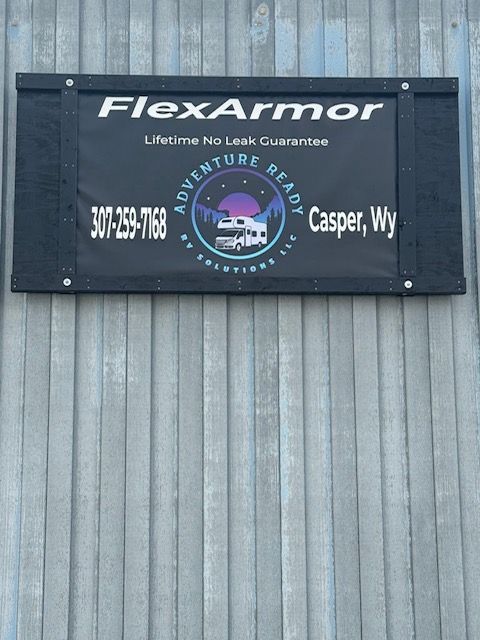 FlexArmor
Lifetime No Leak Guarantee
ADVENTURE READY
307-259-7168
Casper, Wy
RV SOLUTIONS LLC